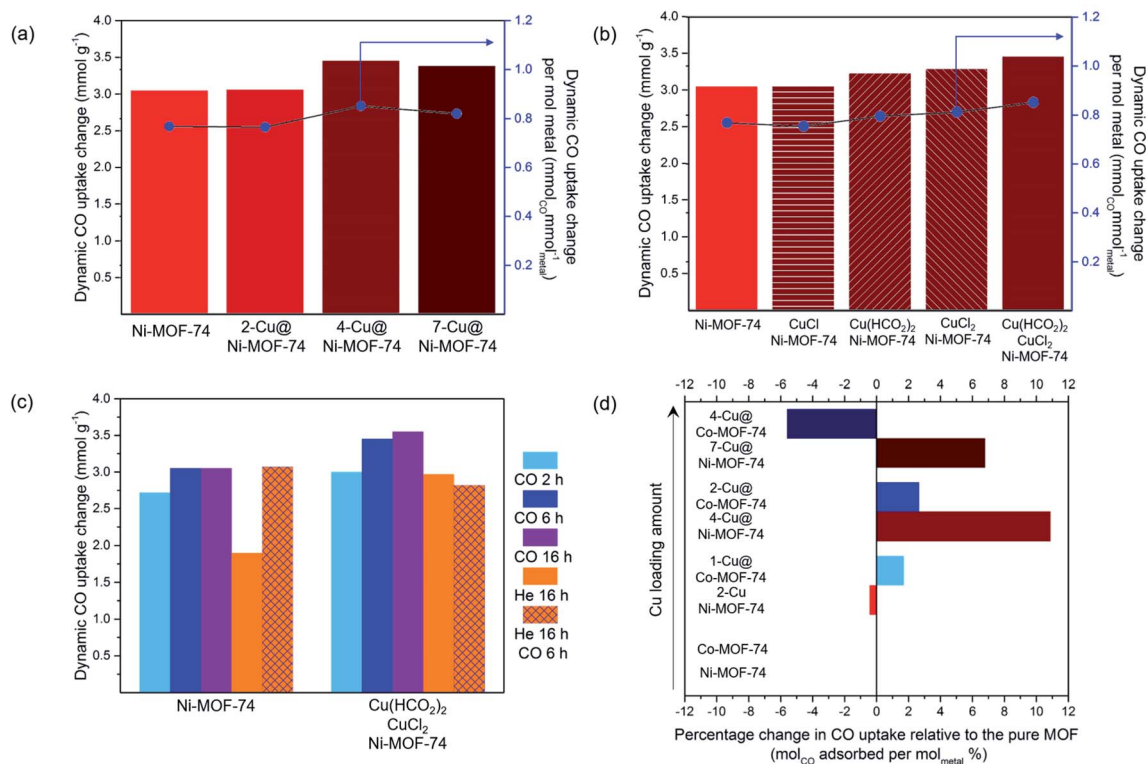 (a)
Dynamic CO uptake change (mmol g⁻¹)
4.0
3.5
3.0
2.5
2.0
1.5
1.0
0.5
1.2
1.0
0.8
0.6
0.4
0.2
Dynamic CO uptake change
per mol metal (mmol_CO mmol⁻¹_metal)
Ni-MOF-74
2-Cu@
Ni-MOF-74
4-Cu@
Ni-MOF-74
7-Cu@
Ni-MOF-74
(b)
Dynamic CO uptake change (mmol g⁻¹)
4.0
3.5
3.0
2.5
2.0
1.5
1.0
0.5
1.2
1.0
0.8
0.6
0.4
0.2
Dynamic CO uptake change
per mol metal (mmol_CO mmol⁻¹_metal)
Ni-MOF-74
CuCl
Ni-MOF-74
Cu(HCO₂)₂
Ni-MOF-74
CuCl₂
Ni-MOF-74
Cu(HCO₂)₂
CuCl₂
Ni-MOF-74
(c)
Dynamic CO uptake change (mmol g⁻¹)
4.0
3.5
3.0
2.5
2.0
1.5
1.0
0.5
Ni-MOF-74
Cu(HCO₂)₂
CuCl₂
Ni-MOF-74
CO 2 h
CO 6 h
CO 16 h
He 16 h
He 16 h
CO 6 h
(d)
-12 -10 -8 -6 -4 -2 0 2 4 6 8 10 12
Cu loading amount
4-Cu@
Co-MOF-74
7-Cu@
Ni-MOF-74
2-Cu@
Co-MOF-74
4-Cu@
Ni-MOF-74
1-Cu@
Co-MOF-74
2-Cu
Ni-MOF-74
Co-MOF-74
Ni-MOF-74
-12 -10 -8 -6 -4 -2 0 2 4 6 8 10 12
Percentage change in CO uptake relative to the pure MOF
(mol_CO adsorbed per mol_metal %)